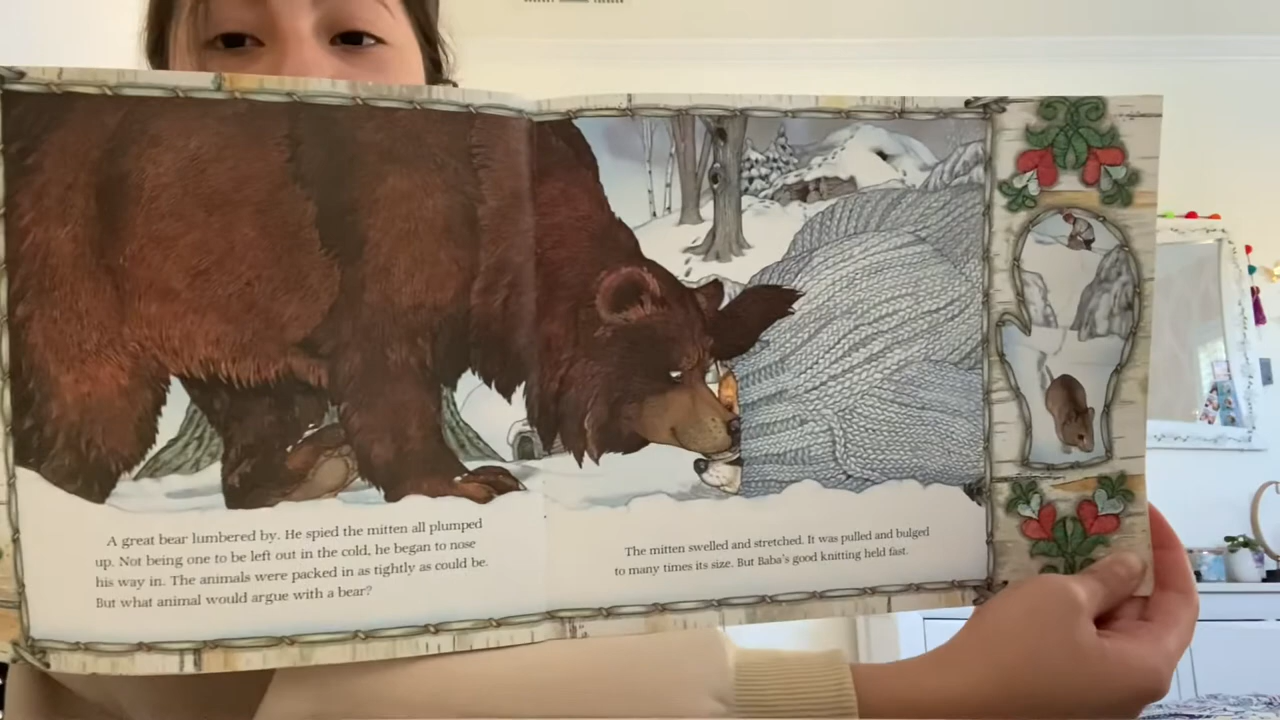 A great bear lumbered by. He spied the mitten all plumped
up. Not being one to be left out in the cold, he began to nose
his way in. The animals were packed in as tightly as could be.
But what animal would argue with a bear?
The mitten swelled and stretched. It was pulled and bulged
to many times its size. But Baba's good knitting held fast.